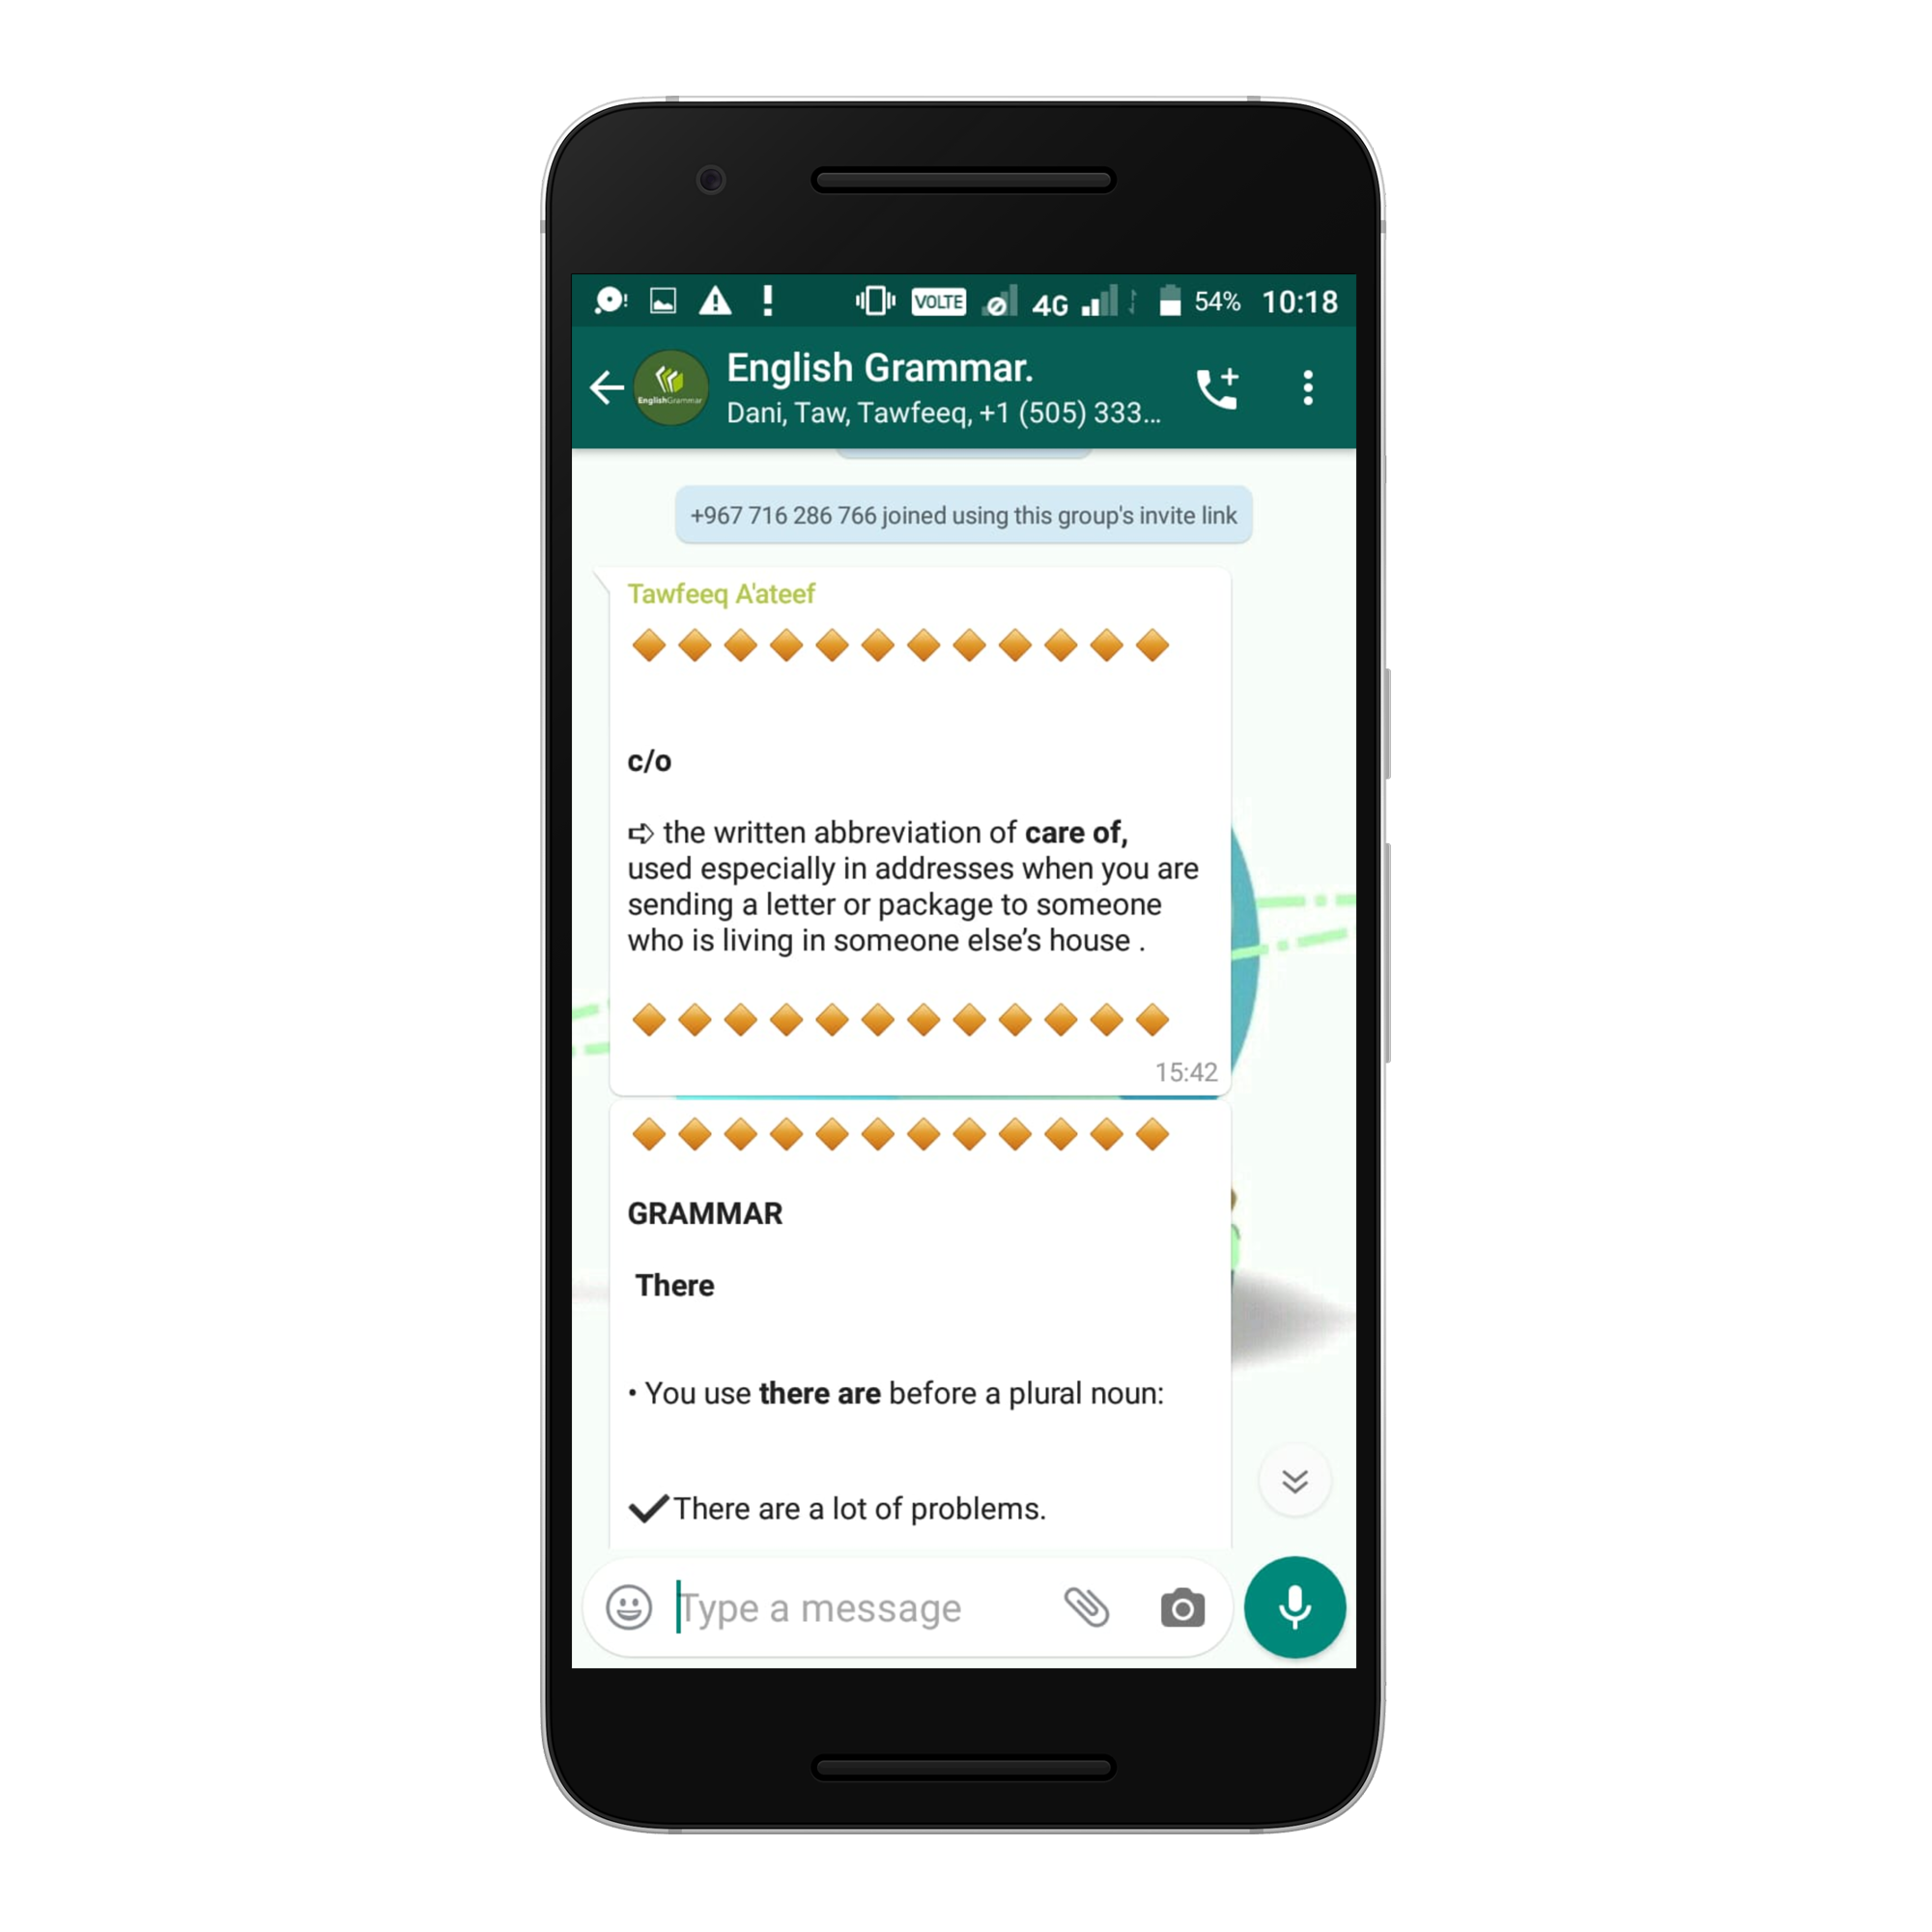 VOLTE 4G 54% 10:18
English Grammar.
EnglishGrammar
Dani, Taw, Tawfeeq, +1 (505) 333...
+967 716 286 766 joined using this group's invite link
Tawfeeq A'ateef
🔶🔶🔶🔶🔶🔶🔶🔶🔶🔶🔶🔶
c/o
➪ the written abbreviation of care of,
used especially in addresses when you are
sending a letter or package to someone
who is living in someone else’s house .
🔶🔶🔶🔶🔶🔶🔶🔶🔶🔶🔶🔶
15:42
🔶🔶🔶🔶🔶🔶🔶🔶🔶🔶🔶🔶
GRAMMAR
There
• You use there are before a plural noun:
✔There are a lot of problems.
Type a message